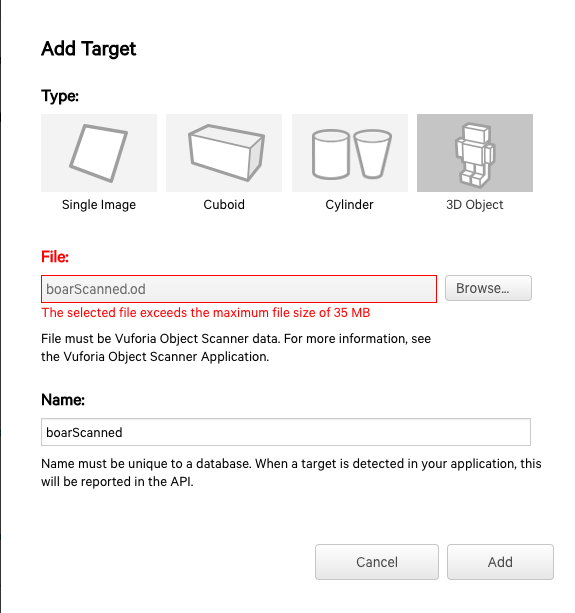 Add Target
Type:
Single Image
Cuboid
Cylinder
3D Object
File:
boarScanned.od
Browse...
The selected file exceeds the maximum file size of 35 MB
File must be Vuforia Object Scanner data. For more information, see
the Vuforia Object Scanner Application.
Name:
boarScanned
Name must be unique to a database. When a target is detected in your application, this
will be reported in the API.
Cancel
Add